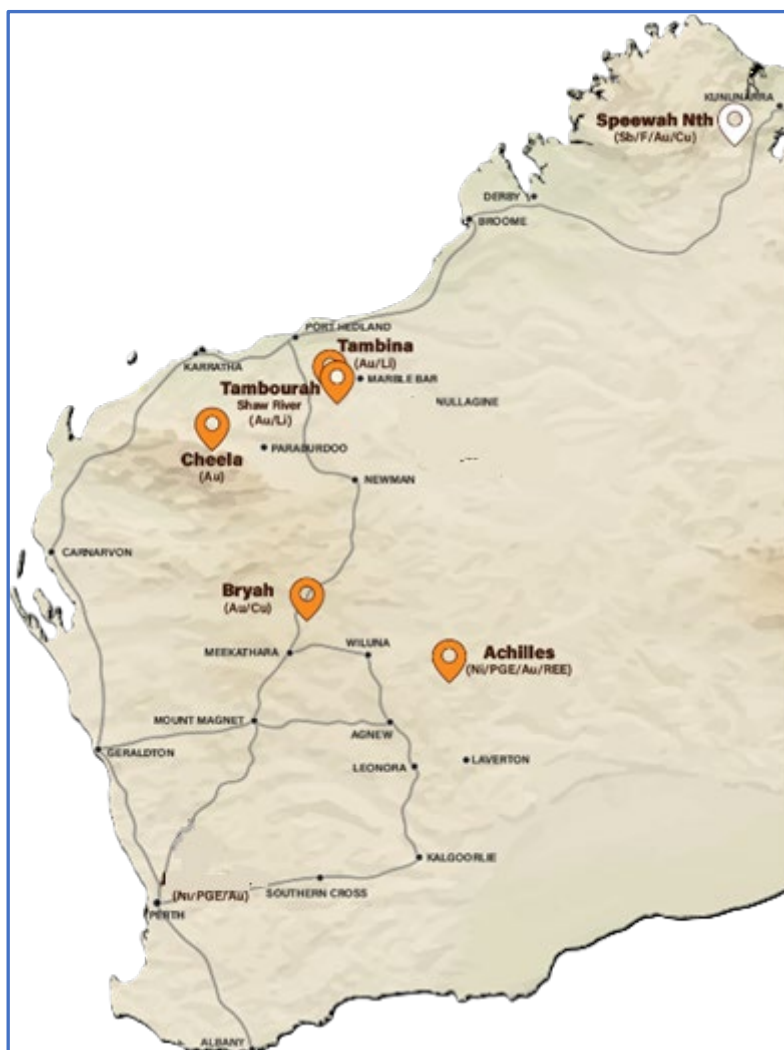 KUNUNARRA
Speewah Nth
(Sb/F/Au/Cu)
DERBY
BROOME
PORT HEDLAND
KARRATHA
Tambina
(Au/Li)
MARBLE BAR
Tambourah
Shaw River
(Au/Li)
NULLAGINE
Cheela
(Au)
PARABURDOO
NEWMAN
CARNARVON
Bryah
(Au/Cu)
MEEKATHARA
WILUNA
Achilles
(Ni/PGE/Au/REE)
MOUNT MAGNET
AGNEW
GERALDTON
LEONORA
LAVERTON
KALGOORLIE
(Ni/PGE/Au)
SOUTHERN CROSS
PERTH
ALBANY